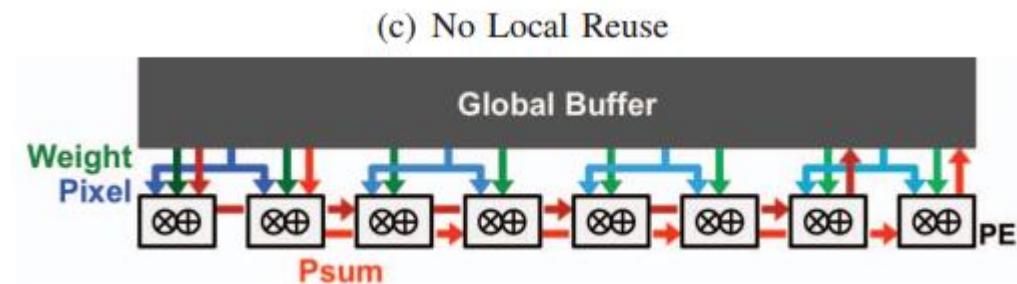 (c) No Local Reuse
Global Buffer
Weight
Pixel
PE
Psum